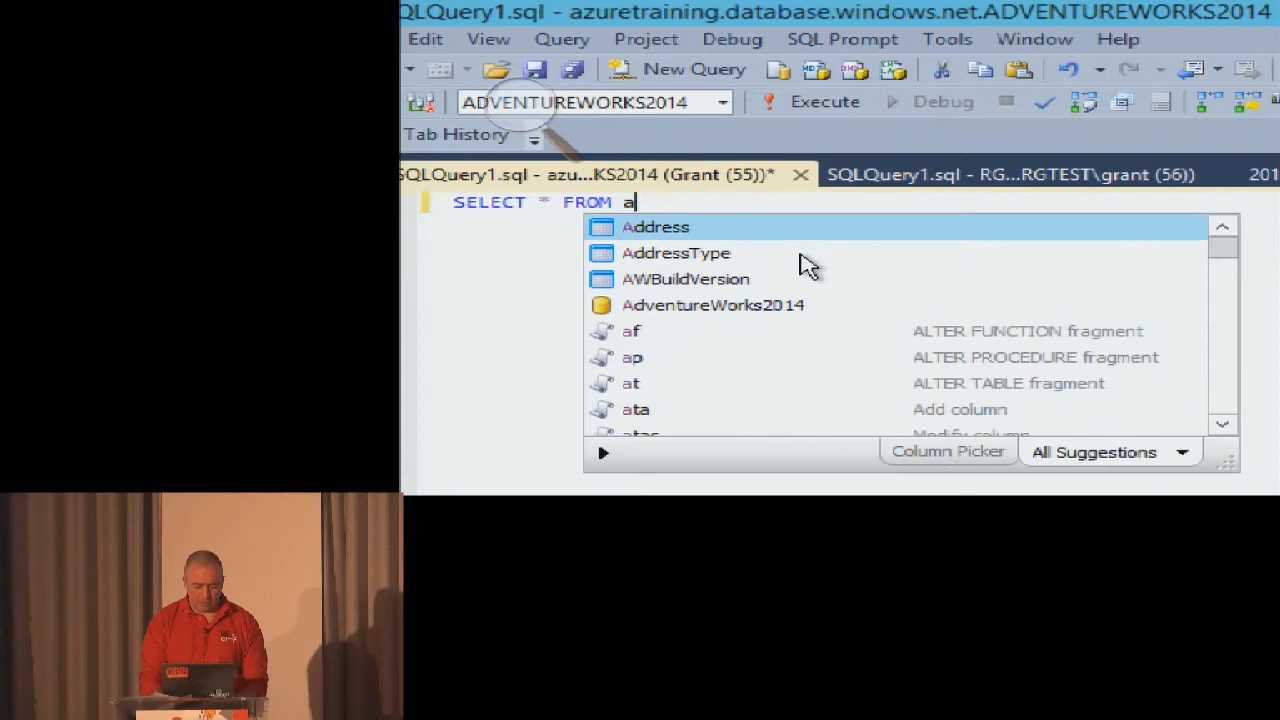 SQLQuery1.sql - azuretraining.database.windows.net.ADVENTUREWORKS2014
Edit View Query Project Debug SQL Prompt Tools Window Help
New Query
ADVENTUREWORKS2014 Execute Debug
Tab History
SQLQuery1.sql - azu...KS2014 (Grant (55))* SQLQuery1.sql - RG...RGTEST\grant (56)) 201
SELECT * FROM a
Address
AddressType
AWBuildVersion
AdventureWorks2014
af ALTER FUNCTION fragment
ap ALTER PROCEDURE fragment
at ALTER TABLE fragment
ata Add column
atac Modify column
Column Picker All Suggestions